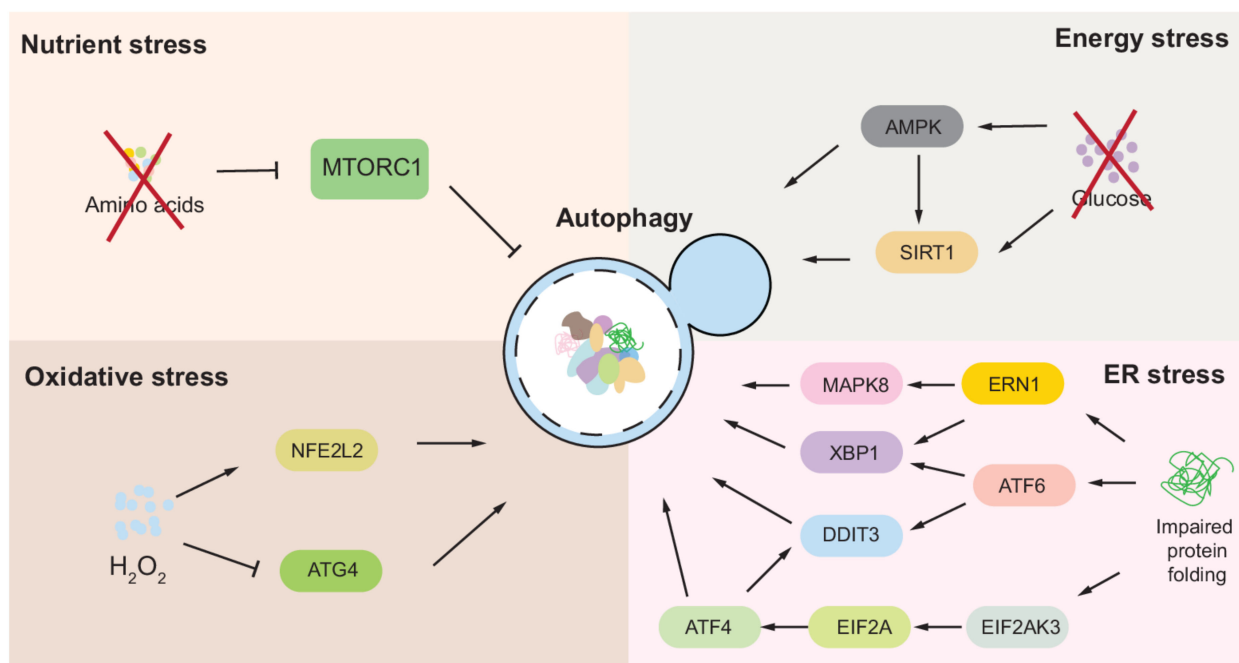 Nutrient stress
Amino acids
MTORC1
Energy stress
AMPK
Glucose
SIRT1
Autophagy
Oxidative stress
NFE2L2
H₂O₂
ATG4
ER stress
MAPK8
ERN1
XBP1
ATF6
DDIT3
Impaired
protein
folding
ATF4
EIF2A
EIF2AK3